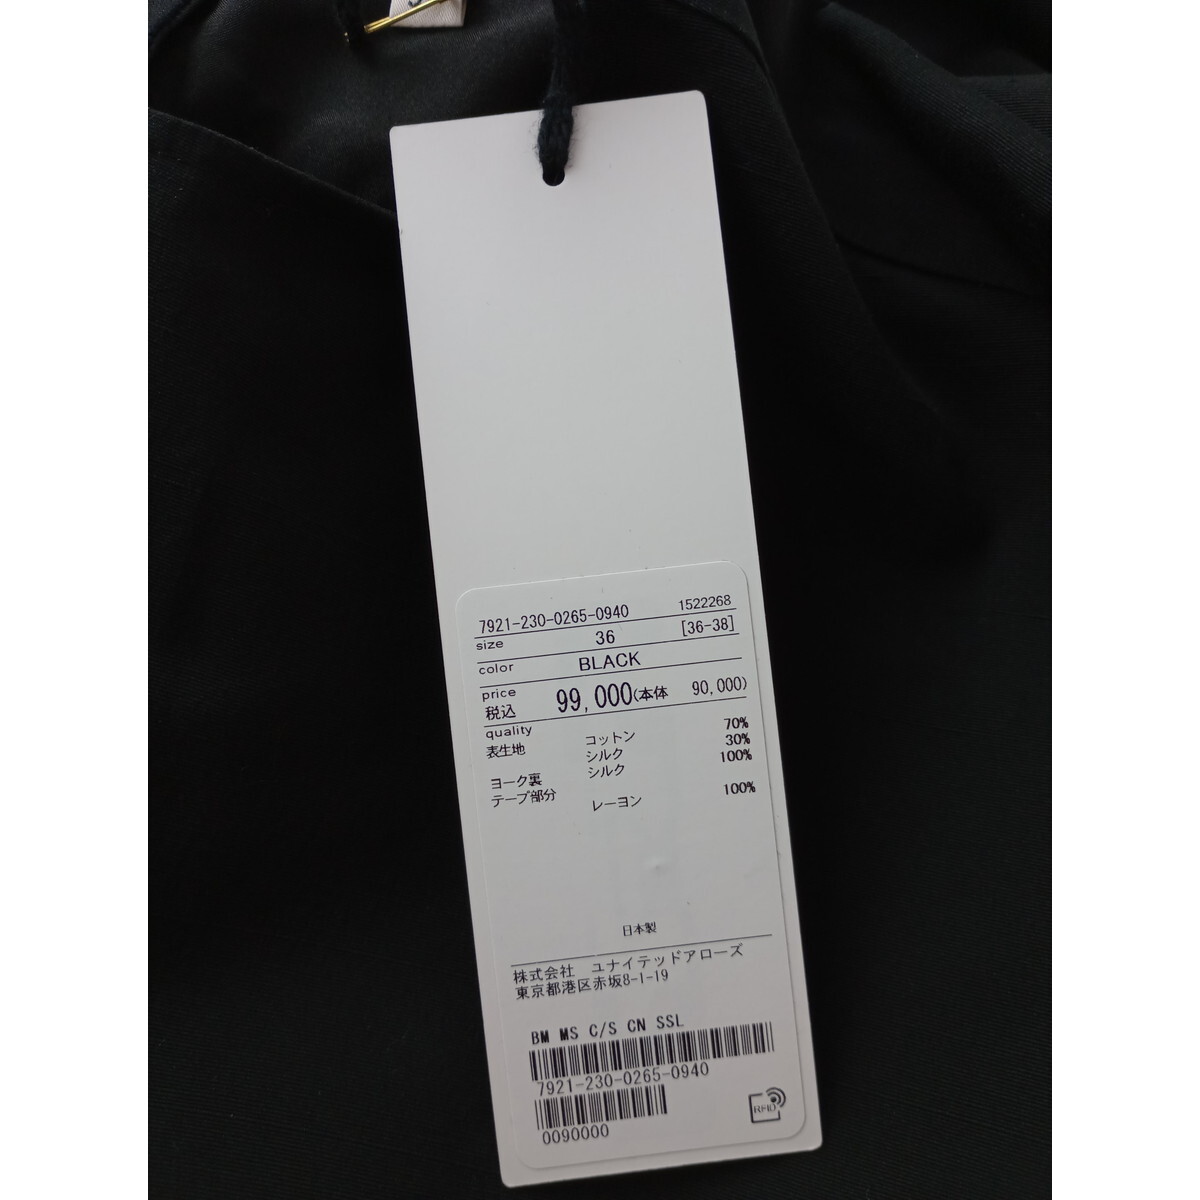 7921-230-0265-0940 1522268
size 36 [36-38]
color BLACK
price
税込 99,000(本体 90,000)
quality
表生地 コットン 70%
シルク 30%
ヨーク裏 シルク 100%
テープ部分
レーヨン 100%
日本製
株式会社 ユナイテッドアローズ
東京都港区赤坂8-1-19
BM MS C/S CN SSL
7921-230-0265-0940
0090000
RFID